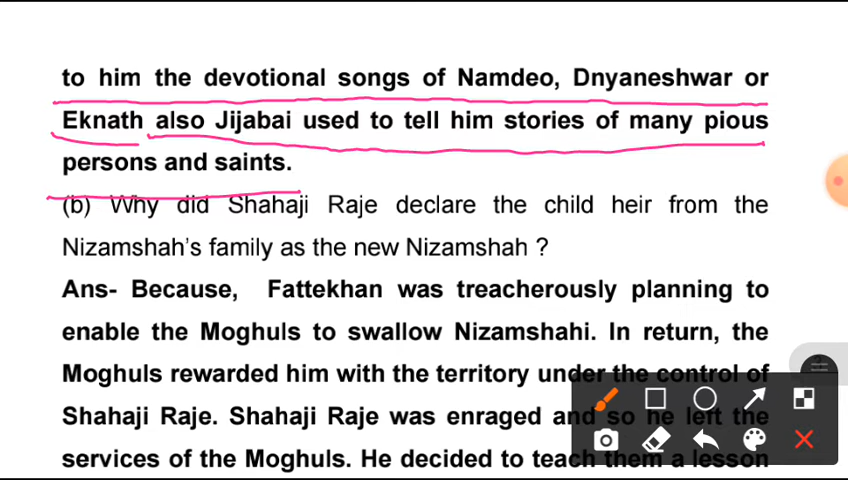 to him the devotional songs of Namdeo, Dnyaneshwar or
Eknath also Jijabai used to tell him stories of many pious
persons and saints.
(b) Why did Shahaji Raje declare the child heir from the
Nizamshah's family as the new Nizamshah ?
Ans- Because, Fattekhan was treacherously planning to
enable the Moghuls to swallow Nizamshahi. In return, the
Moghuls rewarded him with the territory under the control of
Shahaji Raje. Shahaji Raje was enraged and so he left the
services of the Moghuls. He decided to teach them a lesson